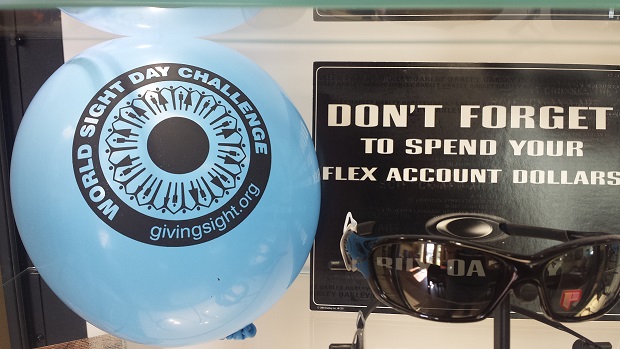 WORLD SIGHT DAY CHALLENGE
givingsight.org
DON'T FORGET
TO SPEND YOUR
FLEX ACCOUNT DOLLARS